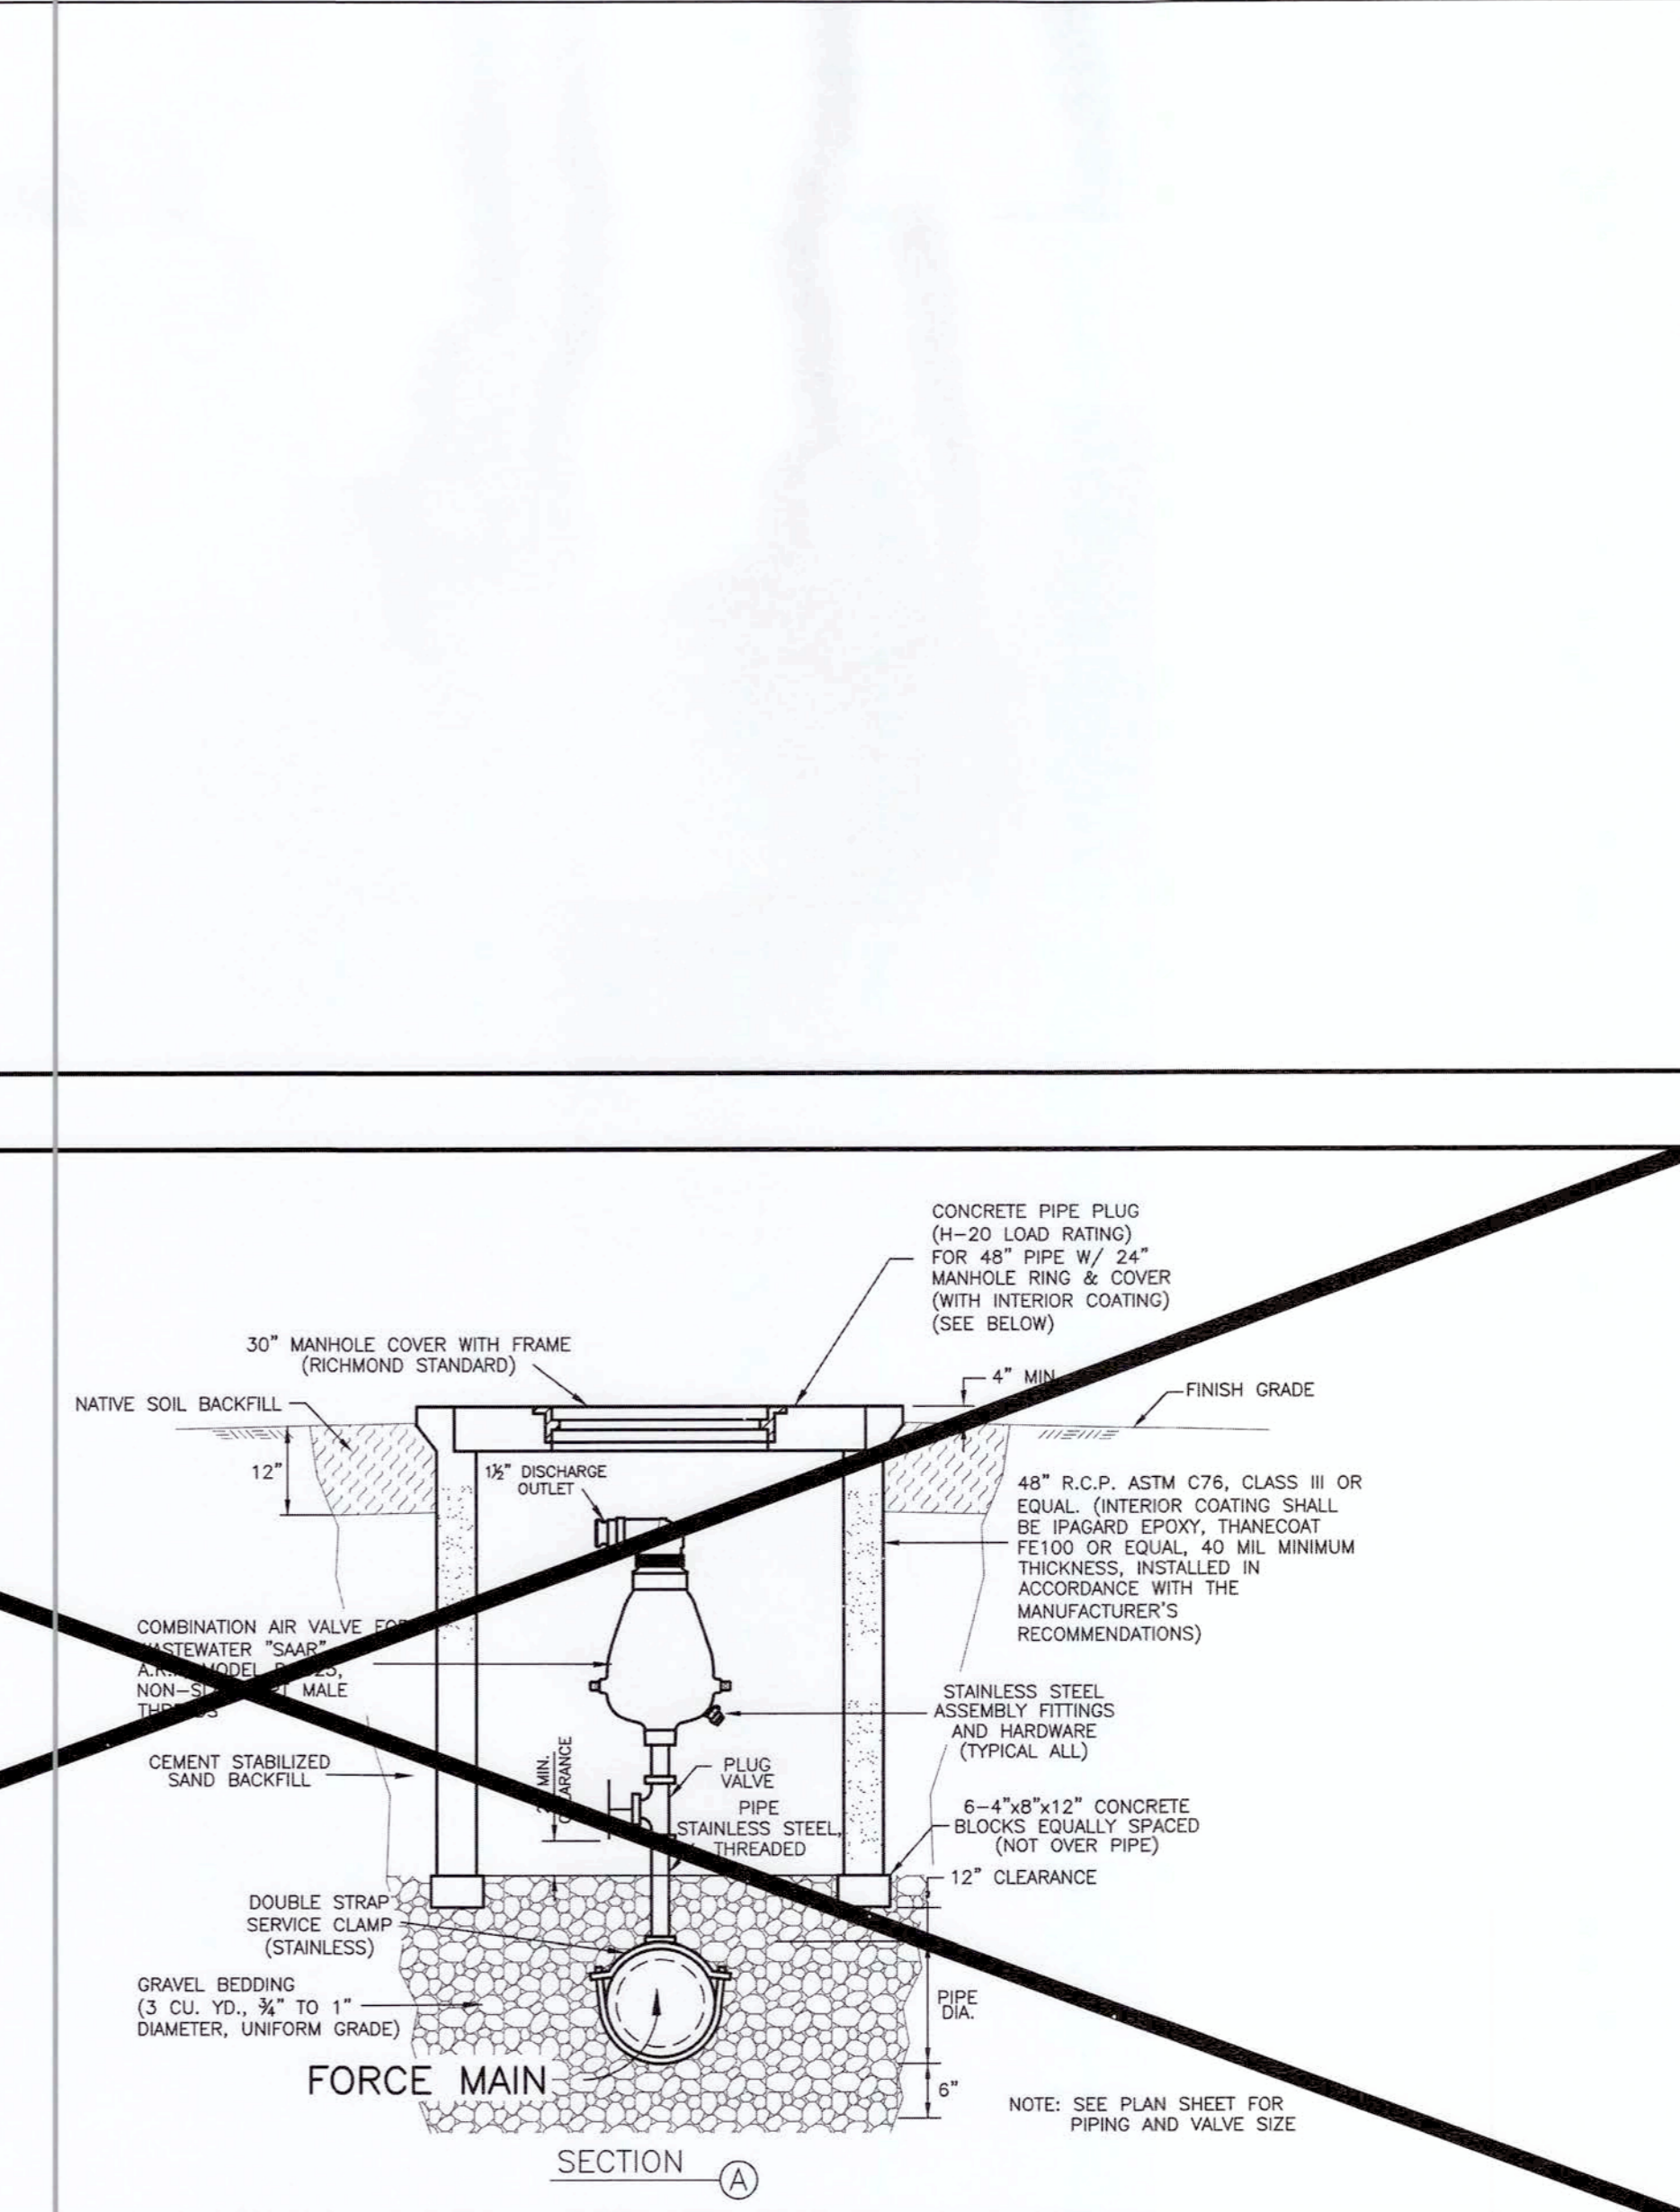 CONCRETE PIPE PLUG
(H-20 LOAD RATING)
FOR 48" PIPE W/ 24"
MANHOLE RING & COVER
(WITH INTERIOR COATING)
(SEE BELOW)
30" MANHOLE COVER WITH FRAME
(RICHMOND STANDARD)
4" MIN
FINISH GRADE
NATIVE SOIL BACKFILL
12"
1½" DISCHARGE
OUTLET
48" R.C.P. ASTM C76, CLASS III OR
EQUAL. (INTERIOR COATING SHALL
BE IPAGARD EPOXY, THANECOAT
FE100 OR EQUAL, 40 MIL MINIMUM
THICKNESS, INSTALLED IN
ACCORDANCE WITH THE
MANUFACTURER'S
RECOMMENDATIONS)
COMBINATION AIR VALVE FOR
WASTEWATER "SAAR"
MODEL
MALE
STAINLESS STEEL
ASSEMBLY FITTINGS
AND HARDWARE
(TYPICAL ALL)
CEMENT STABILIZED
SAND BACKFILL
MIN.
CLEARANCE
PLUG
VALVE
PIPE
STAINLESS STEEL,
THREADED
6-4"x8"x12" CONCRETE
BLOCKS EQUALLY SPACED
(NOT OVER PIPE)
12" CLEARANCE
DOUBLE STRAP
SERVICE CLAMP
(STAINLESS)
GRAVEL BEDDING
(3 CU. YD., ¾" TO 1"
DIAMETER, UNIFORM GRADE)
PIPE
DIA.
FORCE MAIN
6"
NOTE: SEE PLAN SHEET FOR
PIPING AND VALVE SIZE
SECTION A